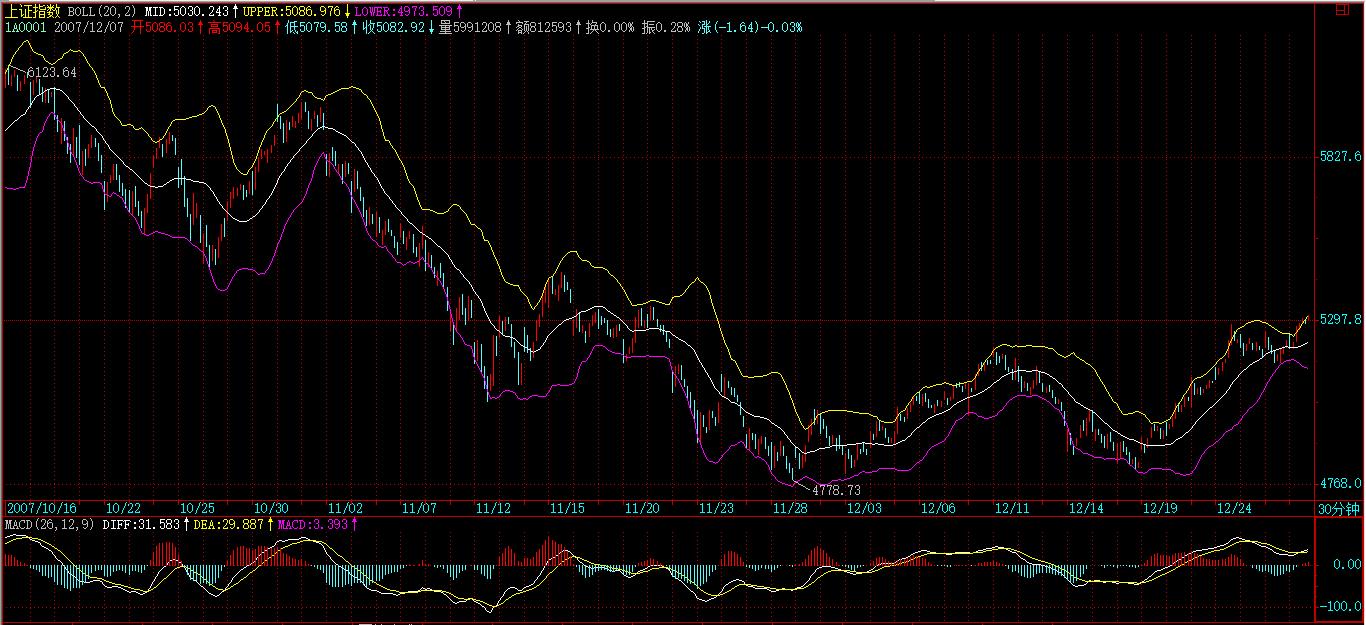 上证指数 BOLL(20,2) MID:5030.243↑ UPPER:5086.976↓ LOWER:4973.509↑
1A0001 2007/12/07 开5086.03↑ 高5094.05↑ 低5079.58↑ 收5082.92↓ 量5991208↑ 额812593↑ 换0.00% 振0.28% 涨(-1.64)-0.03%
6123.64
5827.6
5297.8
4778.73
4768.0
2007/10/16 10/22 10/25 10/30 11/02 11/07 11/12 11/15 11/20 11/23 11/28 12/03 12/06 12/11 12/14 12/19 12/24 30分钟
MACD(26,12,9) DIFF:31.583↑ DEA:29.887↑ MACD:3.393↑
0.00
-100.0